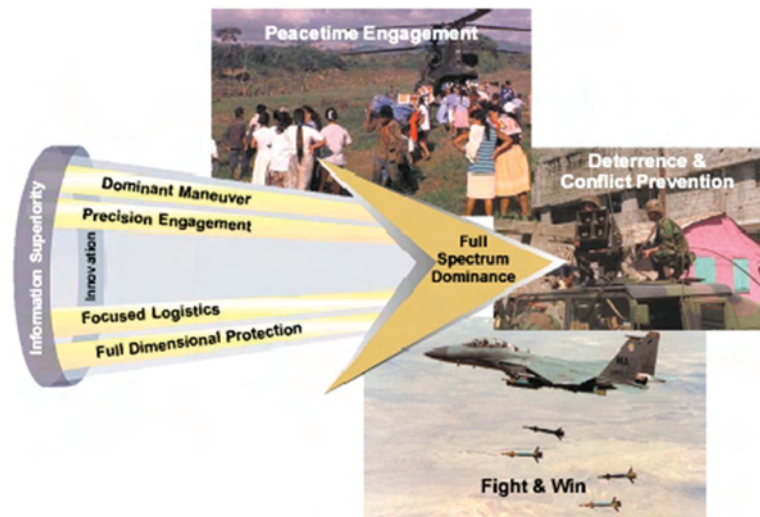 Peacetime Engagement
Deterrence &
Conflict Prevention
Information Superiority
Innovation
Dominant Maneuver
Precision Engagement
Focused Logistics
Full Dimensional Protection
Full
Spectrum
Dominance
Fight & Win